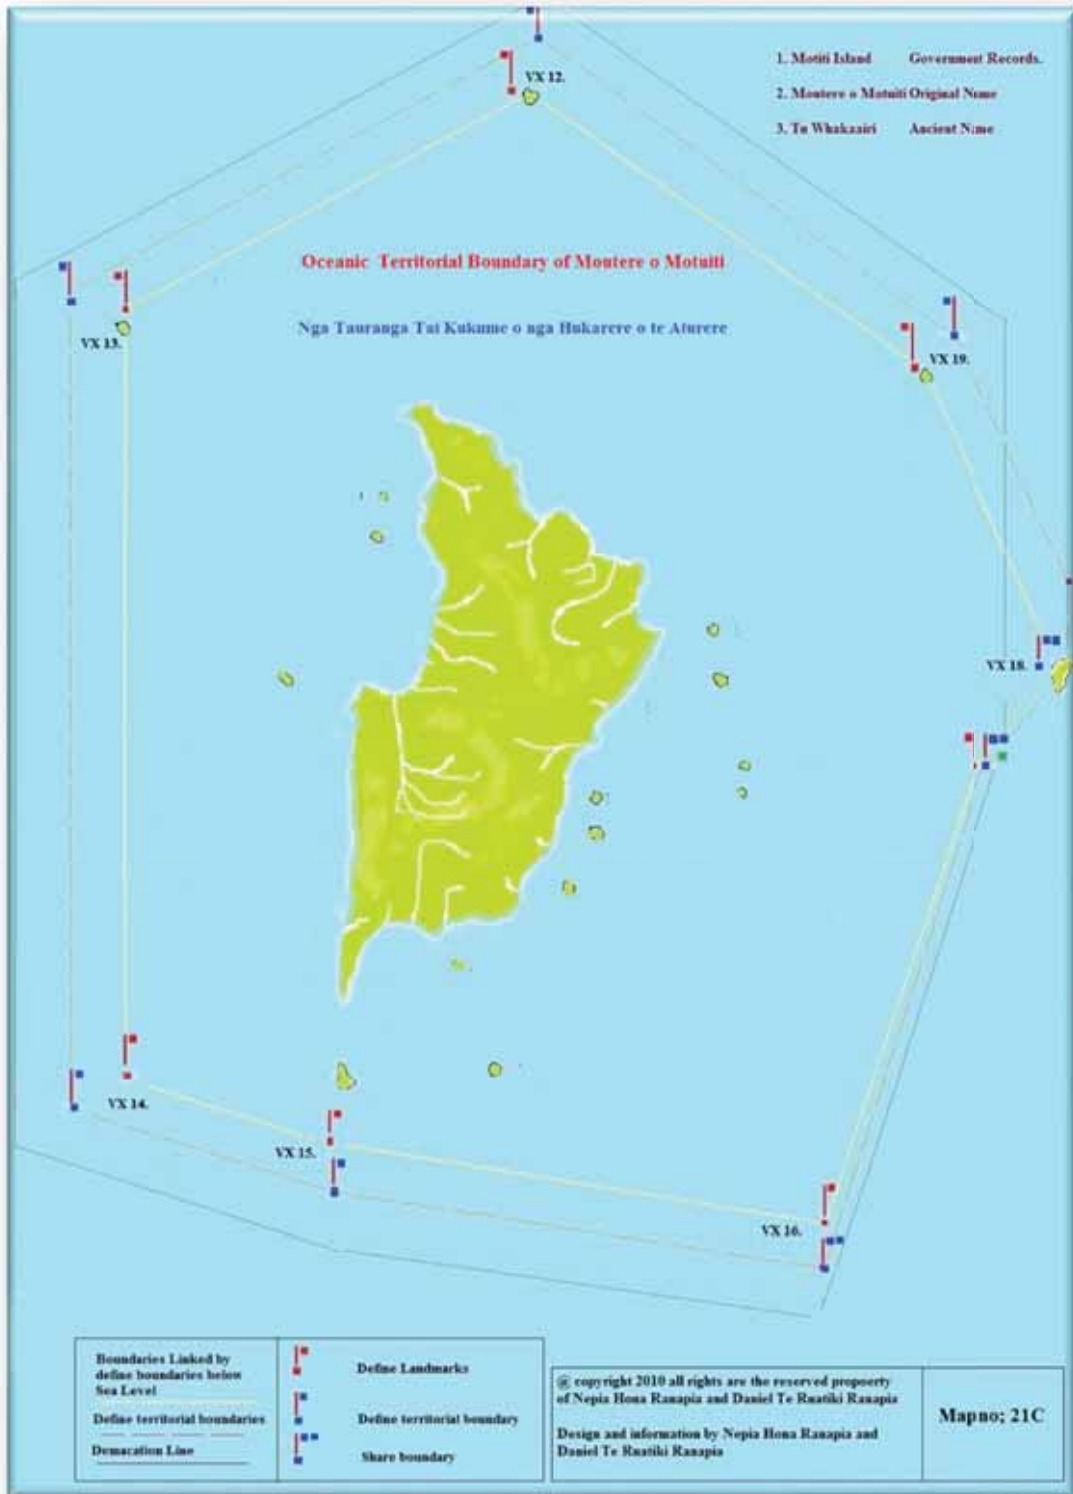 1. Motiti Island Government Records.
2. Moutere o Motuiti Original Name
3. Tu Whakaairi Ancient Name
VX 12.
Oceanic Territorial Boundary of Moutere o Motuiti
Nga Tauranga Tai Kukume o nga Hukarere o te Aturere
VX 13.
VX 19.
VX 18.
VX 14.
VX 15.
VX 16.
Boundaries Linked by
define boundaries below
Sea Level
Define territorial boundaries
Demacation Line
Define Landmarks
Define territorial boundary
Share boundary
@ copyright 2010 all rights are the reserved propoerty
of Nepia Hona Ranapia and Daniel Te Ruatiki Ranapia
Design and information by Nepia Hona Ranapia and
Daniel Te Ruatiki Ranapia
Mapno; 21C